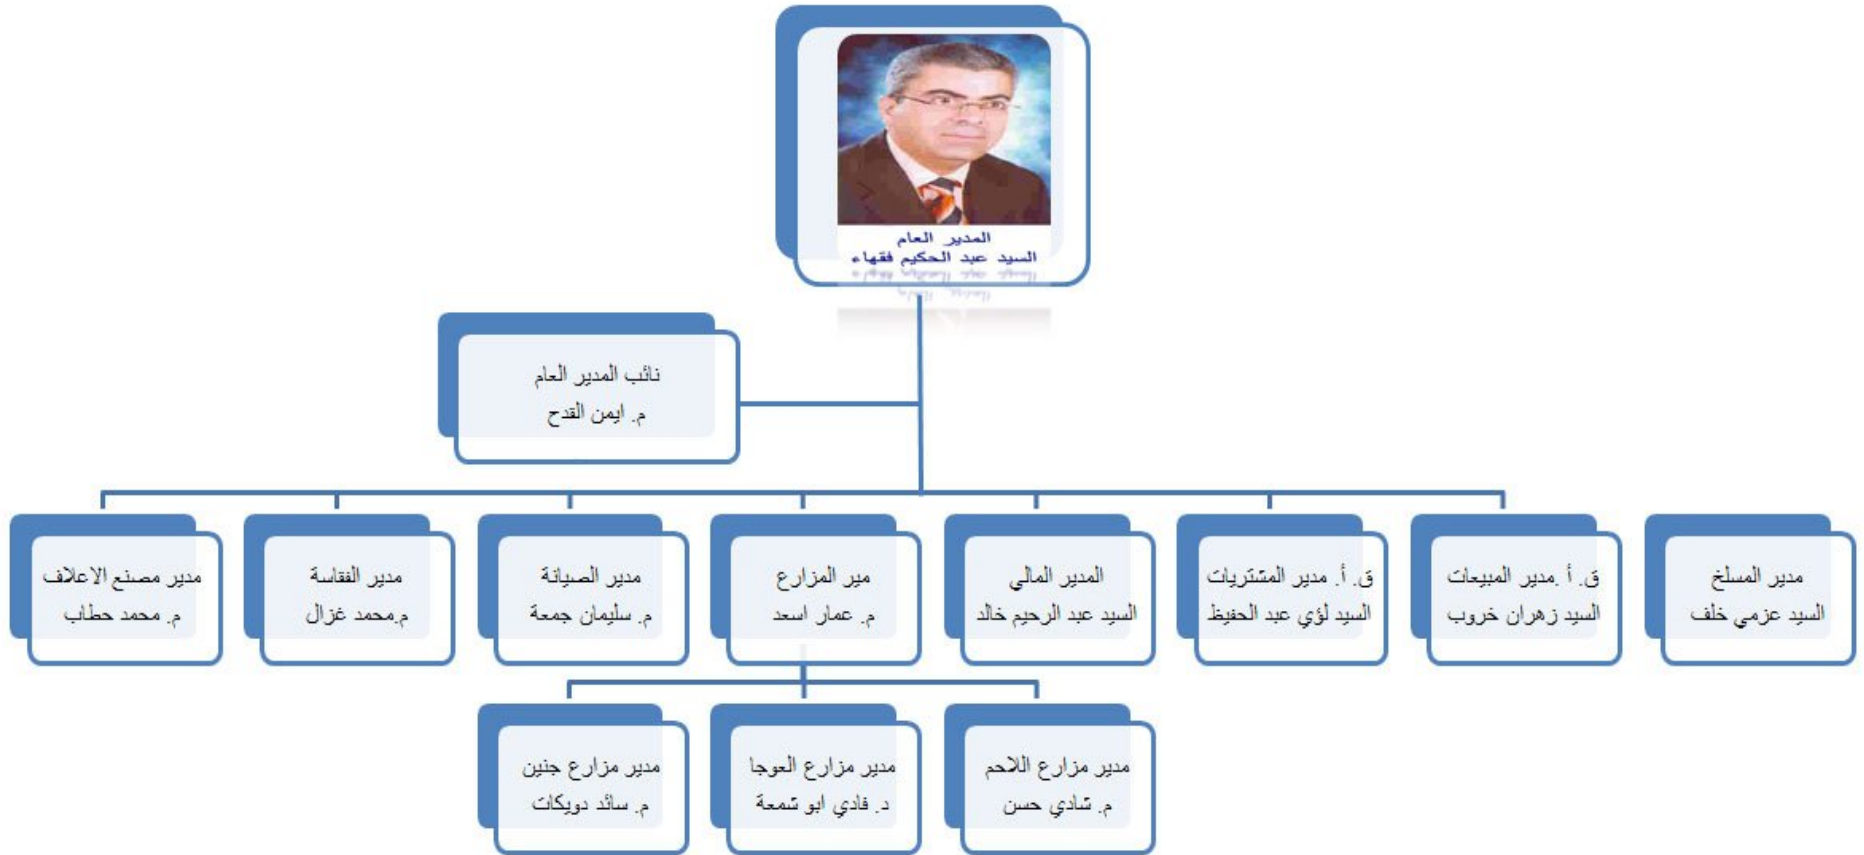 المدير العام
السيد عبد الحكيم فقهاء
نائب المدير العام
م. ايمن القدح
مدير المسلخ
السيد عزمي خلف
ق. أ .مدير المبيعات
السيد زهران خروب
ق. أ. مدير المشتريات
السيد لؤي عبد الحفيظ
المدير المالي
السيد عبد الرحيم خالد
مير المزارع
م. عمار اسعد
مدير الصيانة
م. سليمان جمعة
مدير الفقاسة
م.محمد غزال
مدير مصنع الاعلاف
م. محمد حطاب
مدير مزارع اللاحم
م. شادي حسن
مدير مزارع العوجا
د. فادي ابو شمعة
مدير مزارع جنين
م. سائد دويكات